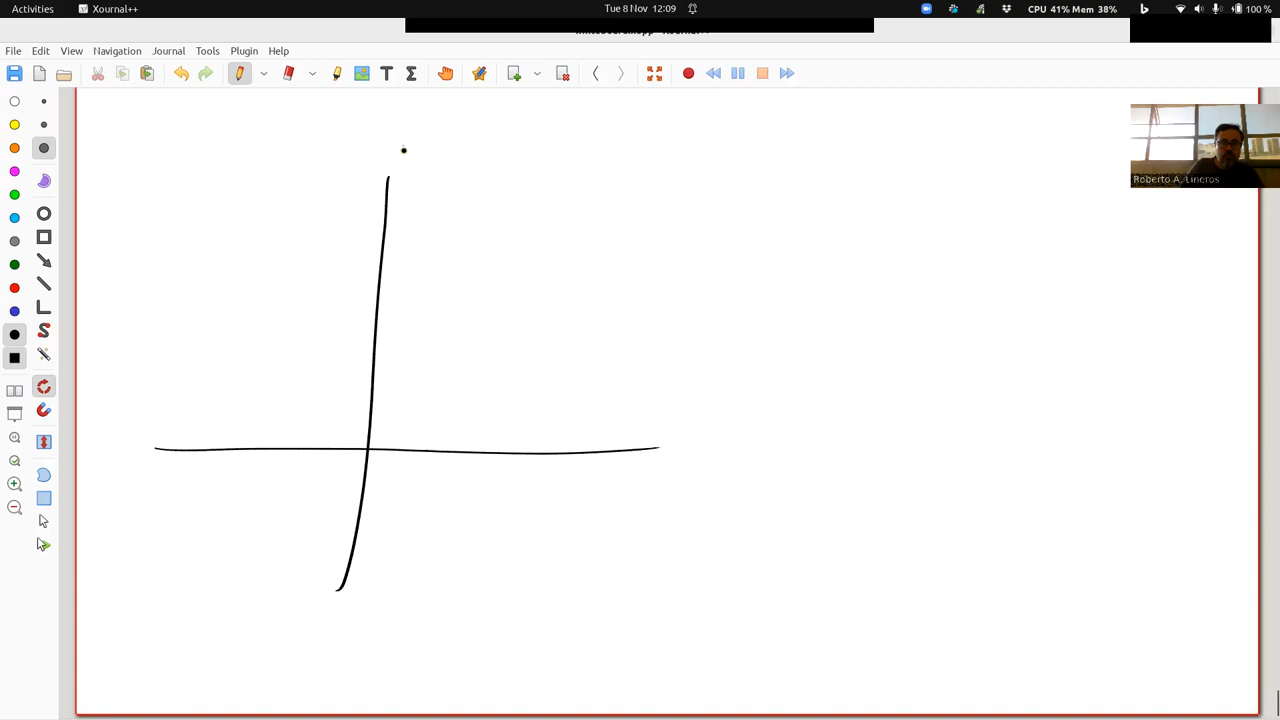 Activities Xournal++ Tue 8 Nov 12:09 CPU 41% Mem 38% 100 %
File Edit View Navigation Journal Tools Plugin Help
Roberto A. Lineros